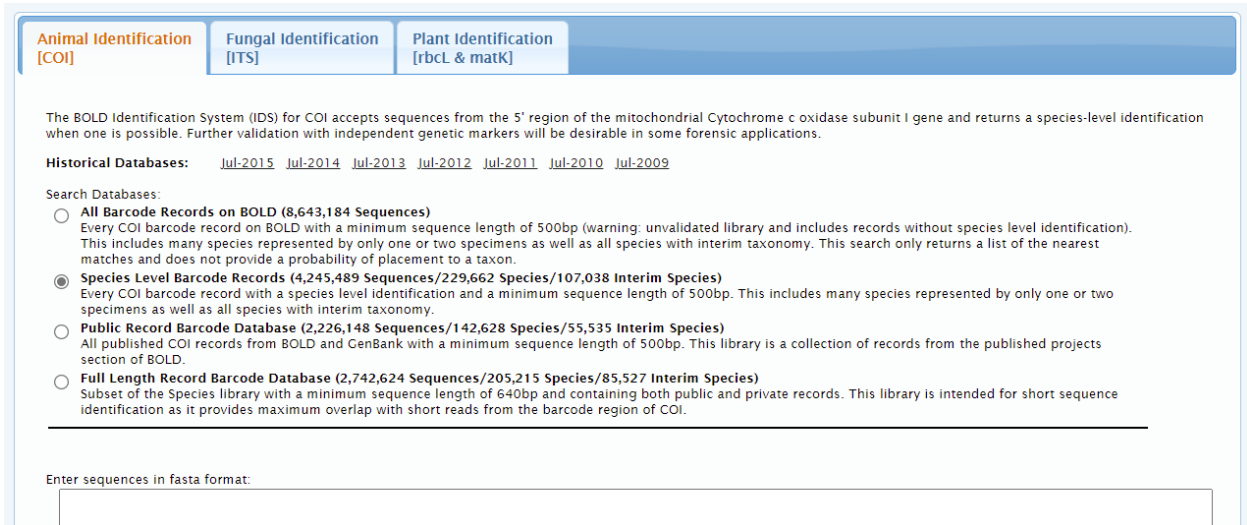 Animal Identification
[COI]
Fungal Identification
[ITS]
Plant Identification
[rbcL & matK]
The BOLD Identification System (IDS) for COI accepts sequences from the 5' region of the mitochondrial Cytochrome c oxidase subunit I gene and returns a species-level identification
when one is possible. Further validation with independent genetic markers will be desirable in some forensic applications.
Historical Databases: Jul-2015 Jul-2014 Jul-2013 Jul-2012 Jul-2011 Jul-2010 Jul-2009
Search Databases:
All Barcode Records on BOLD (8,643,184 Sequences)
Every COI barcode record on BOLD with a minimum sequence length of 500bp (warning: unvalidated library and includes records without species level identification).
This includes many species represented by only one or two specimens as well as all species with interim taxonomy. This search only returns a list of the nearest
matches and does not provide a probability of placement to a taxon.
Species Level Barcode Records (4,245,489 Sequences/229,662 Species/107,038 Interim Species)
Every COI barcode record with a species level identification and a minimum sequence length of 500bp. This includes many species represented by only one or two
specimens as well as all species with interim taxonomy.
Public Record Barcode Database (2,226,148 Sequences/142,628 Species/55,535 Interim Species)
All published COI records from BOLD and GenBank with a minimum sequence length of 500bp. This library is a collection of records from the published projects
section of BOLD.
Full Length Record Barcode Database (2,742,624 Sequences/205,215 Species/85,527 Interim Species)
Subset of the Species library with a minimum sequence length of 640bp and containing both public and private records. This library is intended for short sequence
identification as it provides maximum overlap with short reads from the barcode region of COI.
Enter sequences in fasta format: